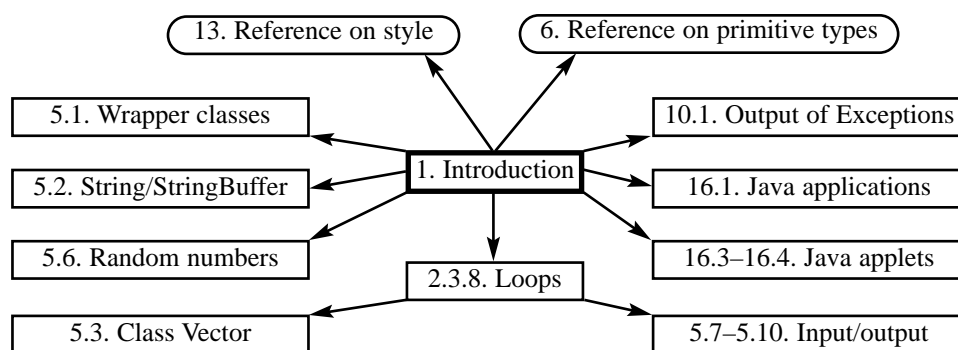 13. Reference on style
6. Reference on primitive types
5.1. Wrapper classes
10.1. Output of Exceptions
1. Introduction
5.2. String/StringBuffer
16.1. Java applications
5.6. Random numbers
16.3–16.4. Java applets
2.3.8. Loops
5.3. Class Vector
5.7–5.10. Input/output